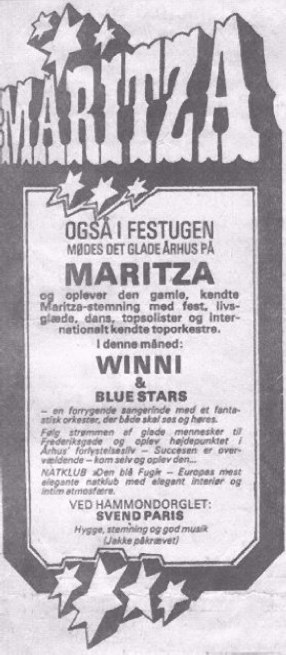 MARITZA
OGSÅ I FESTUGEN
MØDES DET GLADE ÅRHUS PÅ
MARITZA
og oplever den gamle, kendte
Maritza-stemning med fest, livs-
glæde, dans, topsolister og inter-
nationalt kendte toporkestre.
I denne måned:
WINNI
&
BLUE STARS
– en forrygende sangerinde med et fanta-
stisk orkester, der både skal ses og høres.
Følg strømmen af glade mennesker til
Frederiksgade og oplev højdepunktet i
Århus' forlystelsesliv – Succesen er over-
vældende – kom selv og oplev den...
NATKLUB »Den blå Fugl« – Europas mest
elegante natklub med elegant interiør og
intim atmosfære.
VED HAMMONDORGLET:
SVEND PARIS
Hygge, stemning og god musik
(Jakke påkrævet)